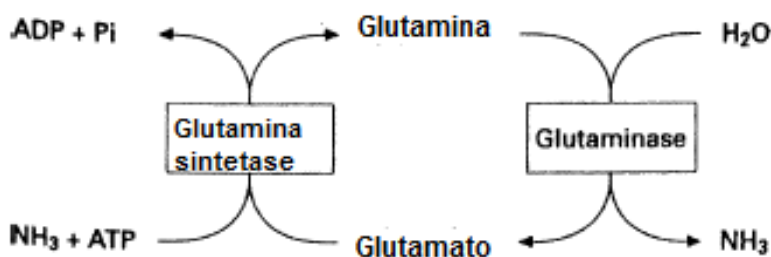 ADP + Pi
Glutamina
H₂O
Glutamina
sintetase
Glutaminase
NH₃ + ATP
Glutamato
NH₃